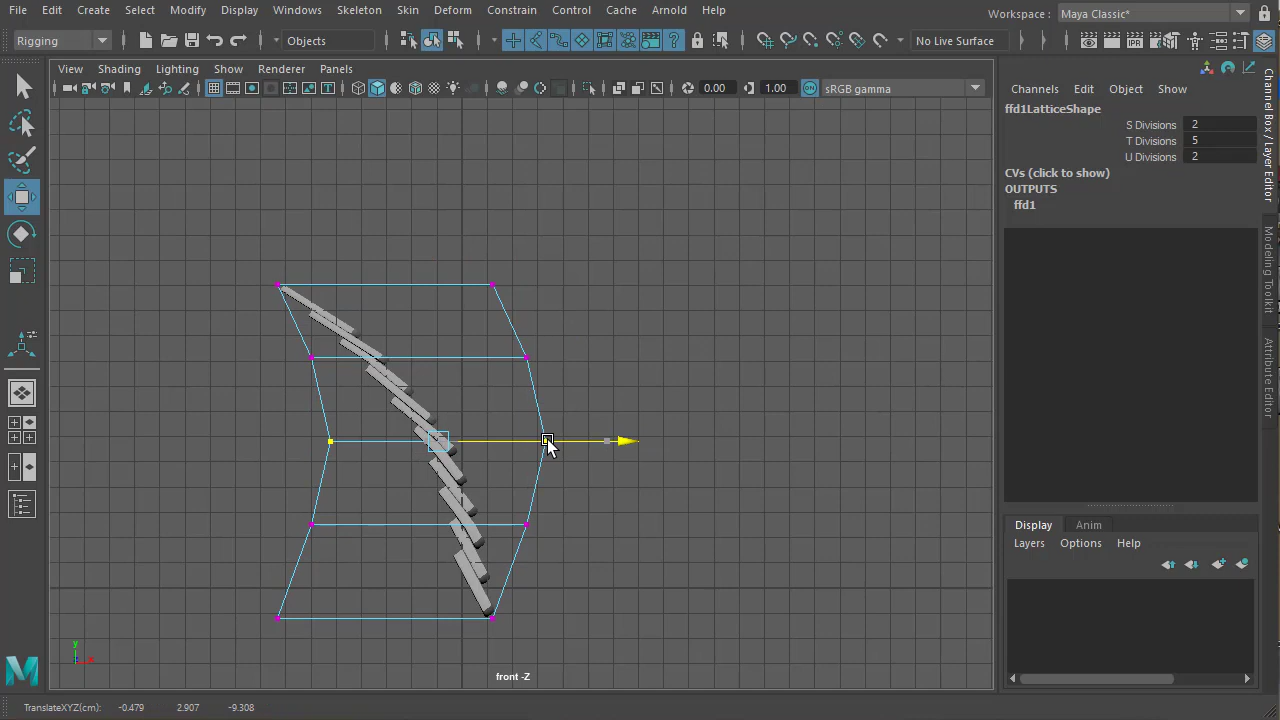 File Edit Create Select Modify Display Windows Skeleton Skin Deform Constrain Control Cache Arnold Help
Workspace : Maya Classic*
Rigging Objects No Live Surface
View Shading Lighting Show Renderer Panels
0.00 1.00 ON sRGB gamma
Channels Edit Object Show
ffd1LatticeShape
S Divisions 2
T Divisions 5
U Divisions 2
CVs (click to show)
OUTPUTS
ffd1
Channel Box / Layer Editor
Modeling Toolkit
Attribute Editor
Display Anim
Layers Options Help
y
x
front -Z
M
TranslateXYZ(cm): -0.479 2.907 -9.308